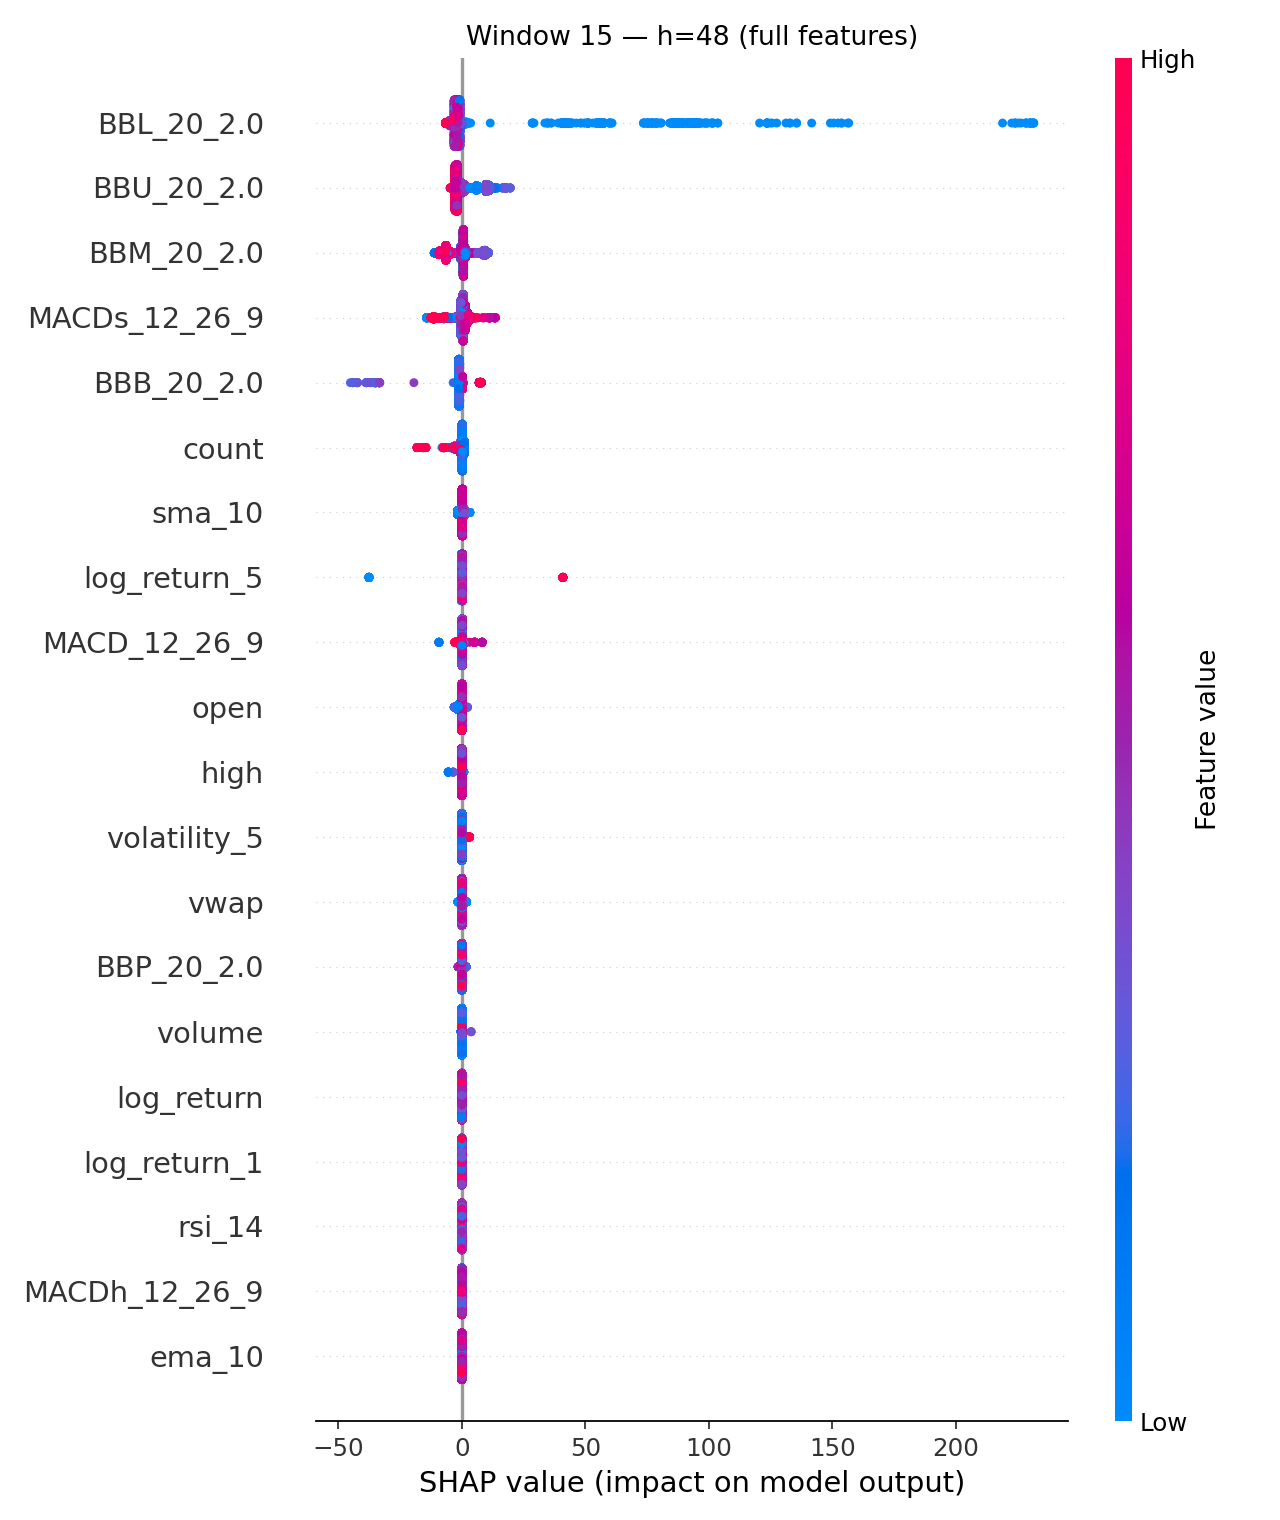 Window 15 — h=48 (full features)
High
BBL_20_2.0
BBU_20_2.0
BBM_20_2.0
MACDs_12_26_9
BBB_20_2.0
count
sma_10
log_return_5
MACD_12_26_9
open
high
volatility_5
vwap
BBP_20_2.0
volume
log_return
log_return_1
rsi_14
MACDh_12_26_9
ema_10
Feature value
Low
−50 0 50 100 150 200
SHAP value (impact on model output)